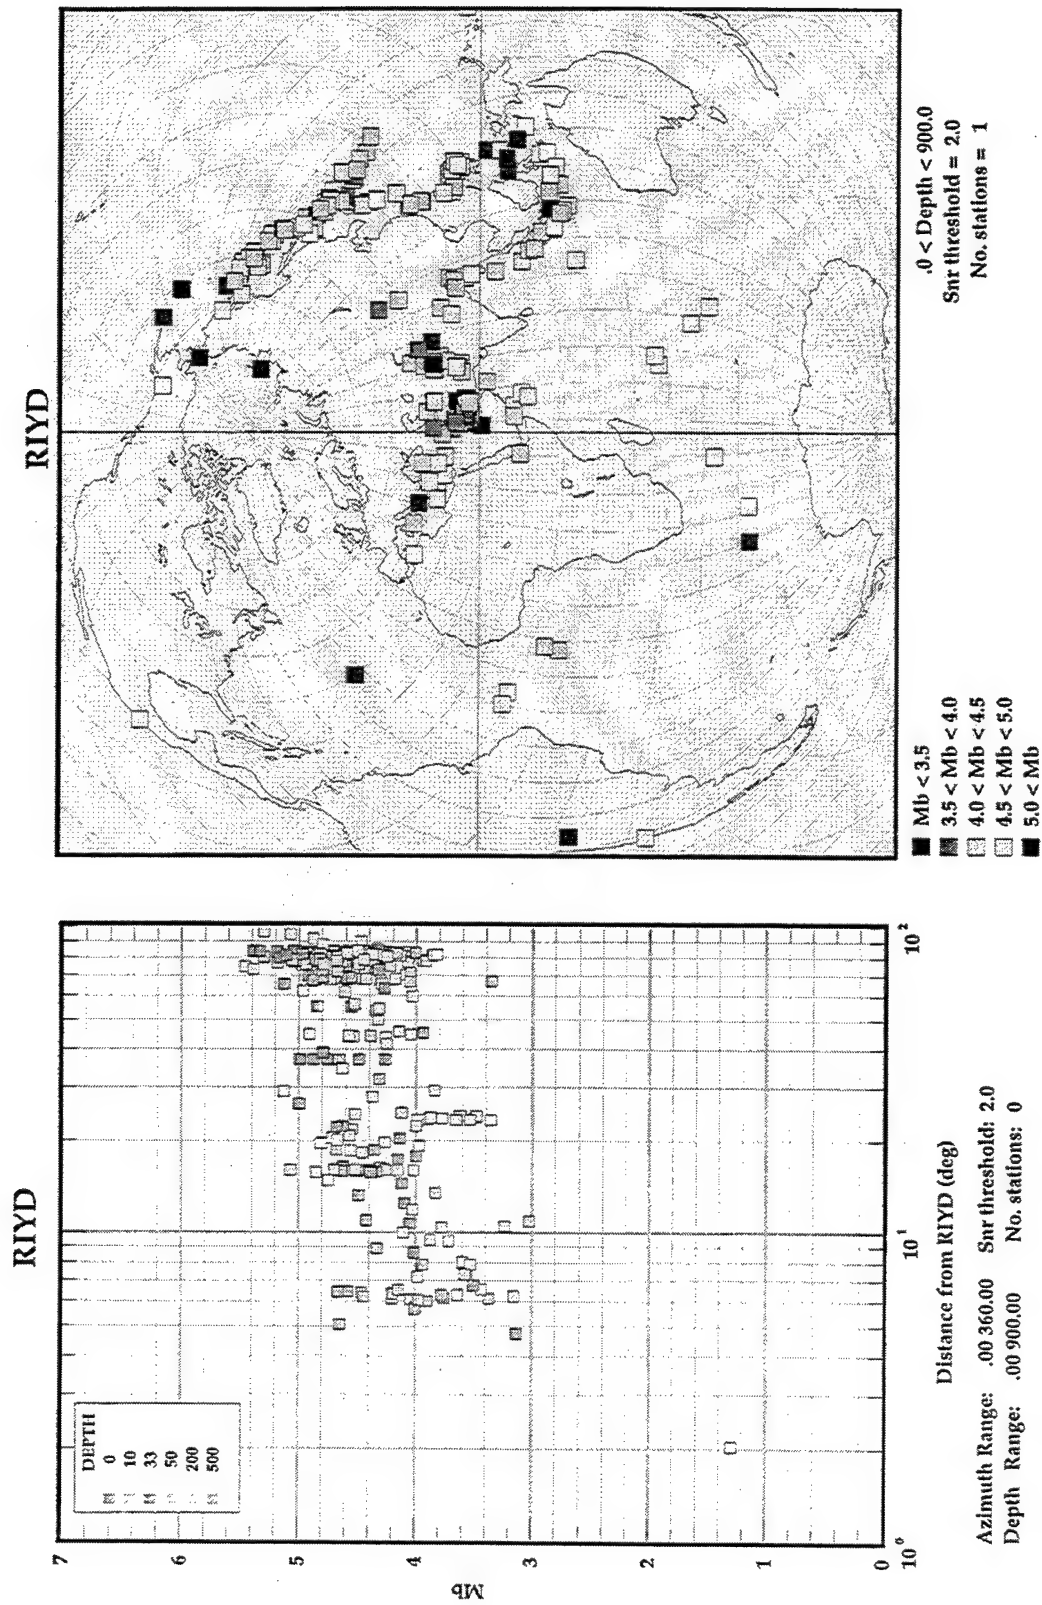 RIYD
7
6
5
4
3
2
1
0
Mb
DEPTH
0
10
33
50
200
500
10⁰
10¹
10²
Distance from RIYD (deg)
Azimuth Range: .00 360.00 Snr threshold: 2.0
Depth Range: .00 900.00 No. stations: 0
RIYD
Mb < 3.5
3.5 < Mb < 4.0
4.0 < Mb < 4.5
4.5 < Mb < 5.0
5.0 < Mb
.0 < Depth < 900.0
Snr threshold = 2.0
No. stations = 1